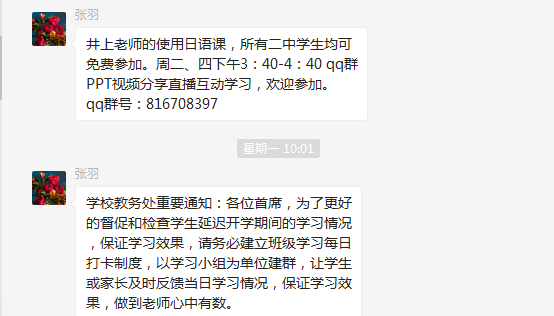 张羽
井上老师的使用日语课，所有二中学生均可
免费参加。周二、四下午3：40-4：40 qq群
PPT视频分享直播互动学习，欢迎参加。
qq群号：816708397
星期一 10:01
张羽
学校教务处重要通知：各位首席，为了更好
的督促和检查学生延迟开学期间的学习情况
，保证学习效果，请务必建立班级学习每日
打卡制度，以学习小组为单位建群，让学生
或家长及时反馈当日学习情况，保证学习效
果，做到老师心中有数。